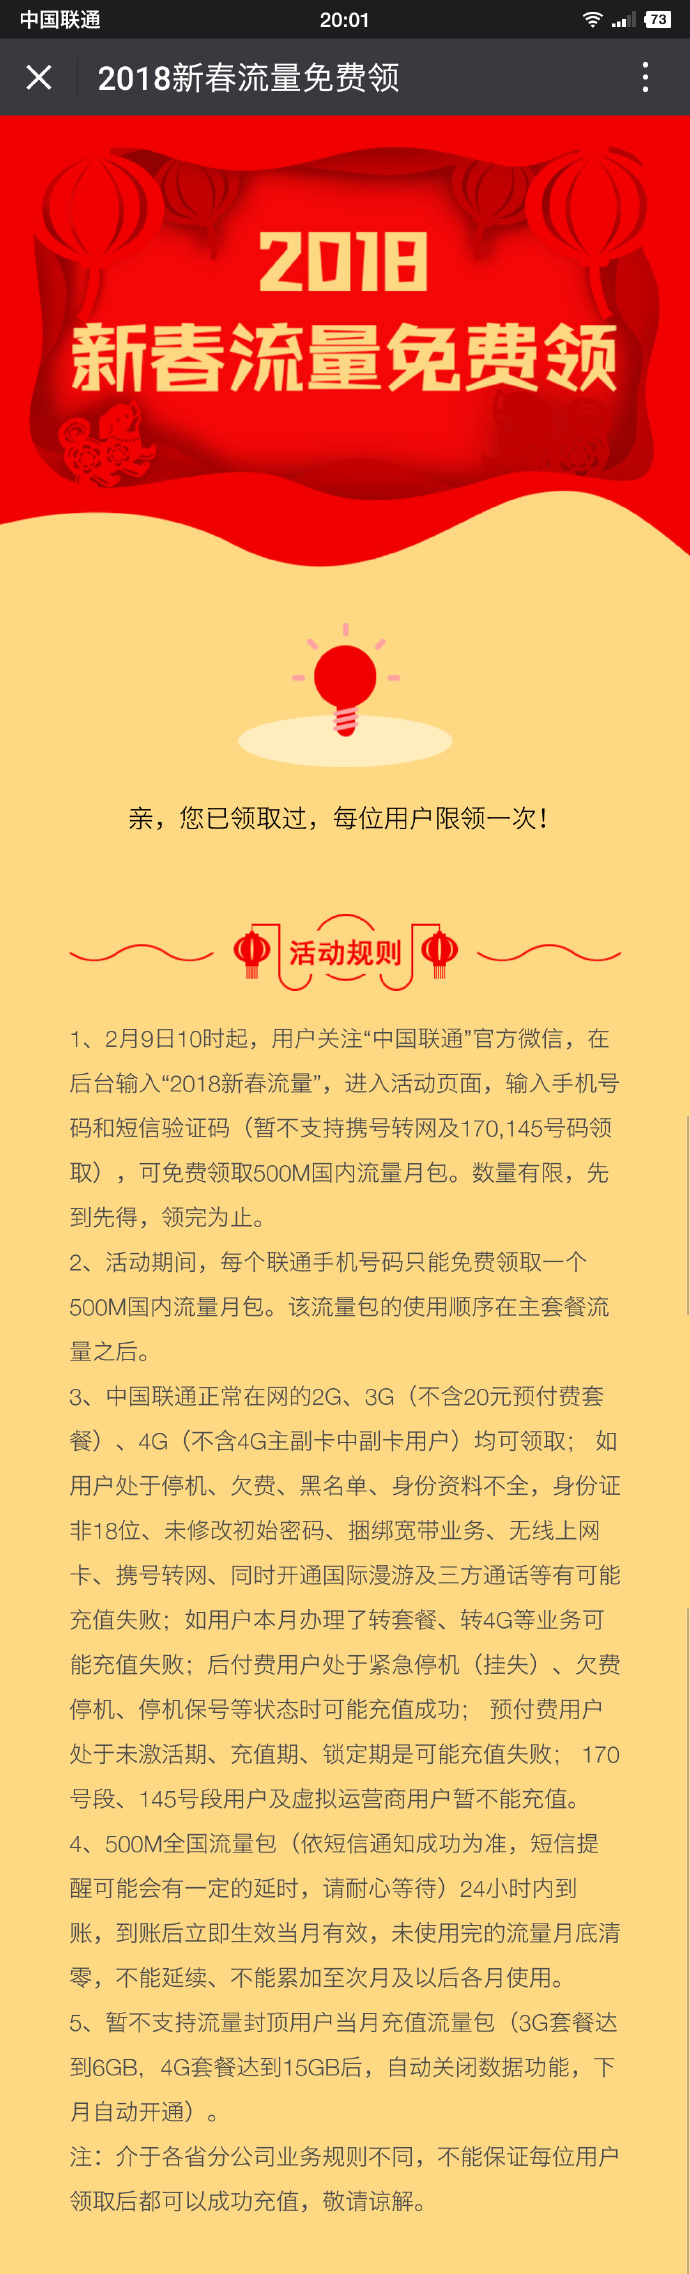 中国联通 20:01 73
2018新春流量免费领
2018
新春流量免费领
亲，您已领取过，每位用户限领一次！
活动规则
1、2月9日10时起，用户关注“中国联通”官方微信，在
后台输入“2018新春流量”，进入活动页面，输入手机号
码和短信验证码（暂不支持携号转网及170,145号码领
取），可免费领取500M国内流量月包。数量有限，先
到先得，领完为止。
2、活动期间，每个联通手机号码只能免费领取一个
500M国内流量月包。该流量包的使用顺序在主套餐流
量之后。
3、中国联通正常在网的2G、3G（不含20元预付费套
餐）、4G（不含4G主副卡中副卡用户）均可领取； 如
用户处于停机、欠费、黑名单、身份资料不全，身份证
非18位、未修改初始密码、捆绑宽带业务、无线上网
卡、携号转网、同时开通国际漫游及三方通话等有可能
充值失败；如用户本月办理了转套餐、转4G等业务可
能充值失败；后付费用户处于紧急停机（挂失）、欠费
停机、停机保号等状态时可能充值成功； 预付费用户
处于未激活期、充值期、锁定期是可能充值失败； 170
号段、145号段用户及虚拟运营商用户暂不能充值。
4、500M全国流量包（依短信通知成功为准，短信提
醒可能会有一定的延时，请耐心等待）24小时内到
账，到账后立即生效当月有效，未使用完的流量月底清
零，不能延续、不能累加至次月及以后各月使用。
5、暂不支持流量封顶用户当月充值流量包（3G套餐达
到6GB，4G套餐达到15GB后，自动关闭数据功能，下
月自动开通）。
注：介于各省分公司业务规则不同，不能保证每位用户
领取后都可以成功充值，敬请谅解。